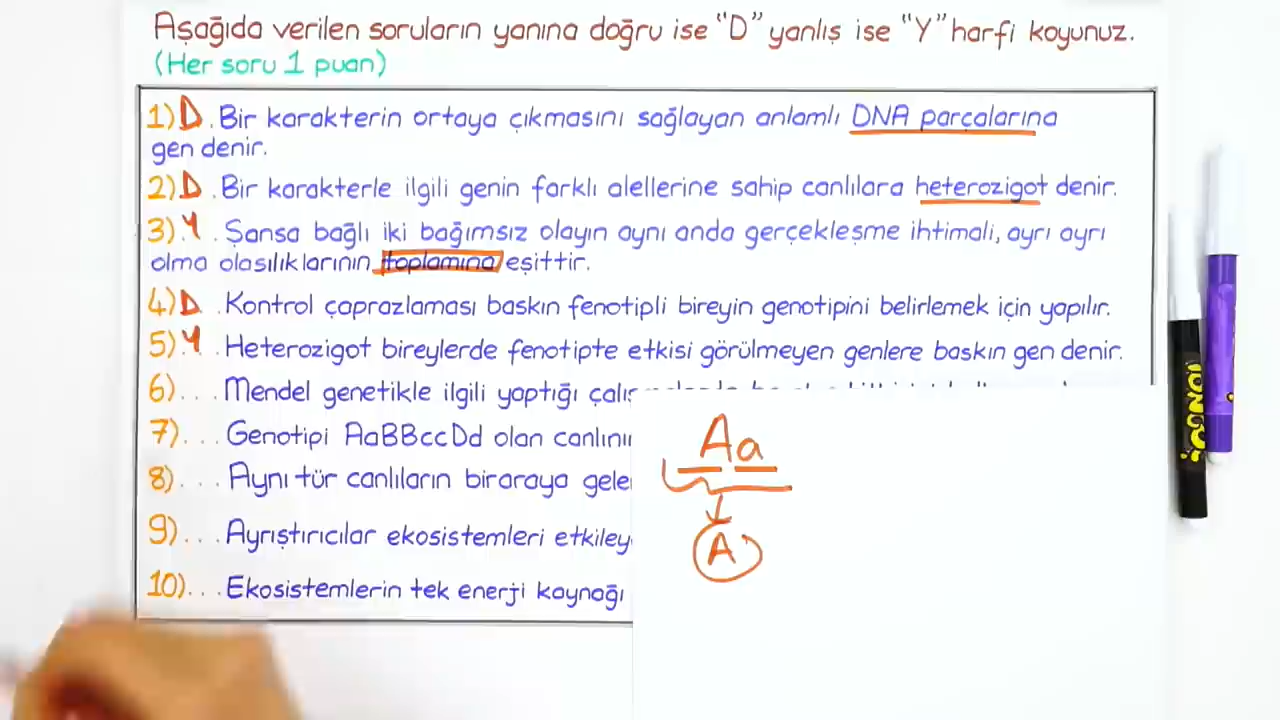 Aşağıda verilen soruların yanına doğru ise "D" yanlış ise "Y" harfi koyunuz.
(Her soru 1 puan)
1) D . Bir karakterin ortaya çıkmasını sağlayan anlamlı DNA parçalarına
gen denir.
2) D . Bir karakterle ilgili genin farklı alellerine sahip canlılara heterozigot denir.
3) . Y . Şansa bağlı iki bağımsız olayın aynı anda gerçekleşme ihtimali, ayrı ayrı
olma olasılıklarının toplamına eşittir.
4) D . Kontrol çaprazlaması baskın fenotipli bireyin genotipini belirlemek için yapılır.
5) . Y . Heterozigot bireylerde fenotipte etkisi görülmeyen genlere baskın gen denir.
6) . . . Mendel genetikle ilgili yaptığı
7) . . . Genotipi AaBBccDd olan canlının
8) . . . Aynı tür canlıların biraraya
9) . . . Ayrıştırıcılar ekosistemleri
10) . . . Ekosistemlerin tek enerji kaynağı
Aa
A